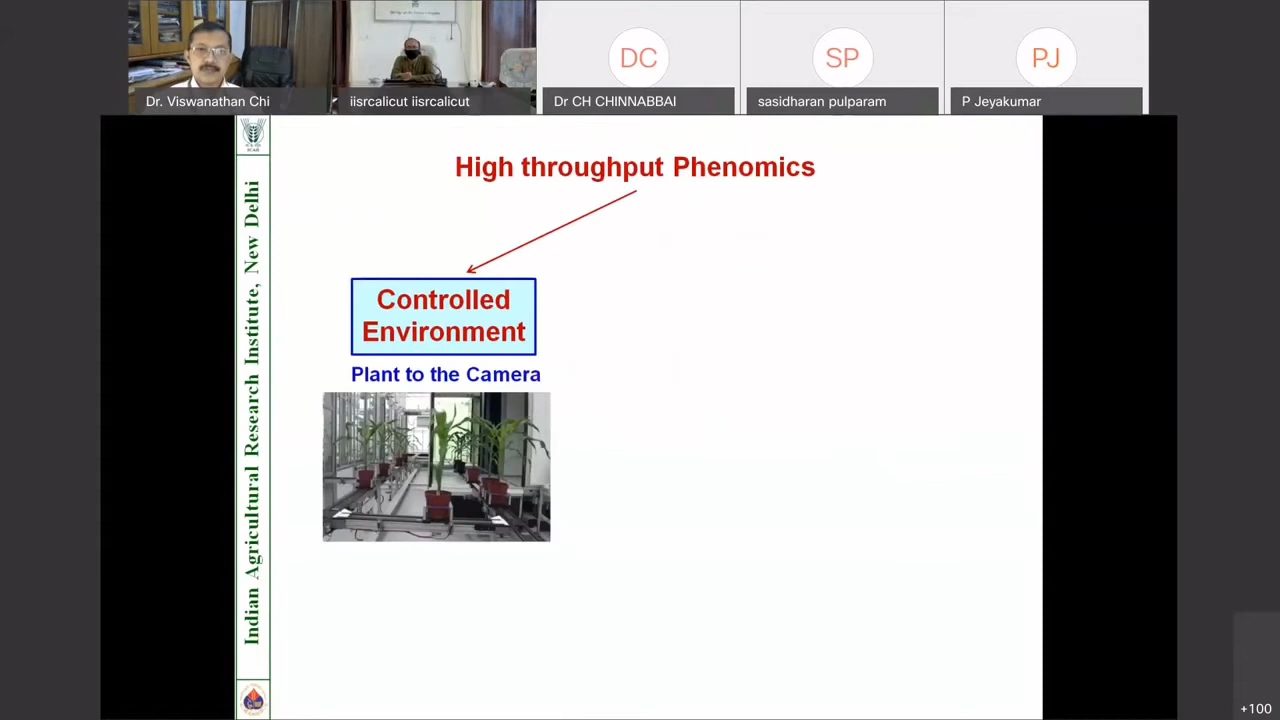 DC
SP
PJ
Dr. Viswanathan Chi
iisrcalicut iisrcalicut
Dr CH CHINNABBAI
sasidharan pulparam
P Jeyakumar
High throughput Phenomics
Controlled
Environment
Plant to the Camera
Indian Agricultural Research Institute, New Delhi
+100